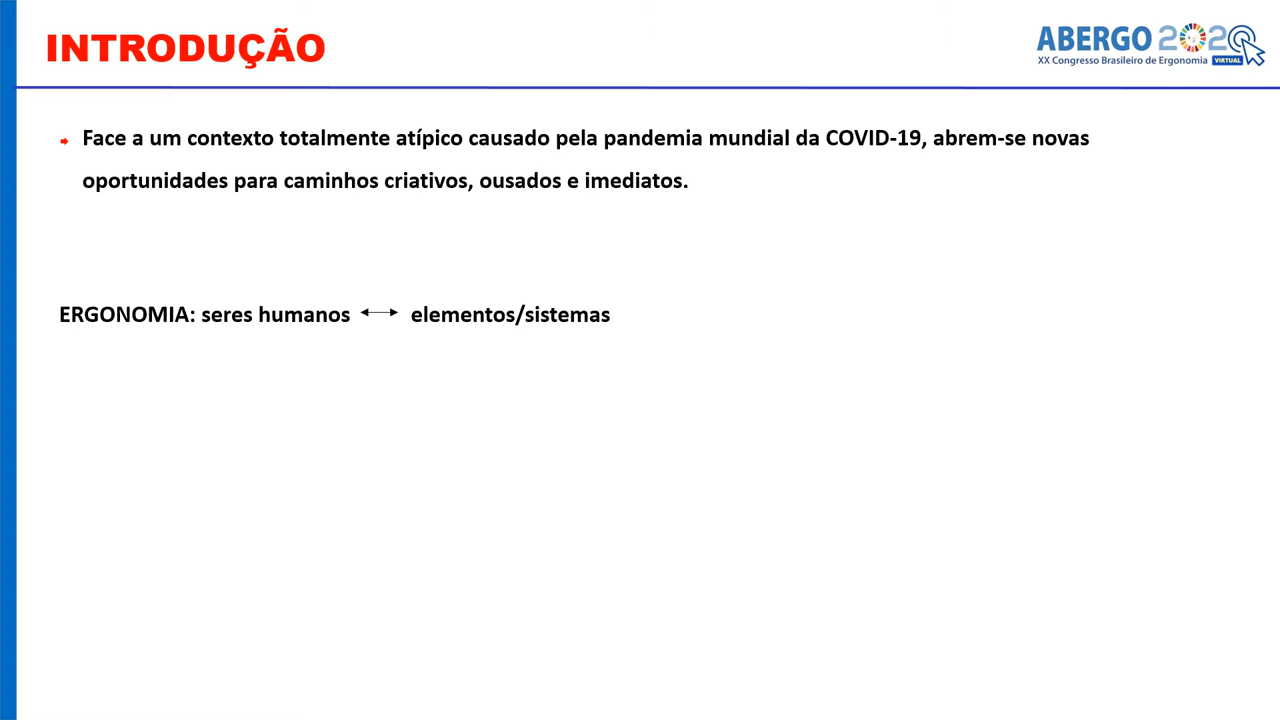 INTRODUÇÃO
ABERGO 2020
XX Congresso Brasileiro de Ergonomia VIRTUAL
Face a um contexto totalmente atípico causado pela pandemia mundial da COVID-19, abrem-se novas
oportunidades para caminhos criativos, ousados e imediatos.
ERGONOMIA: seres humanos ↔ elementos/sistemas